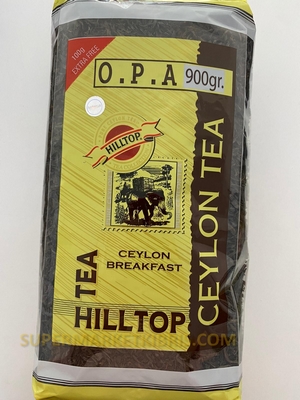 100g
EXTRA FREE
O.P.A
900gr.
HILLTOP
CEYLON
BREAKFAST
TEA
HILLTOP
CEYLON TEA
SUPERMARKETKIBRIS.COM